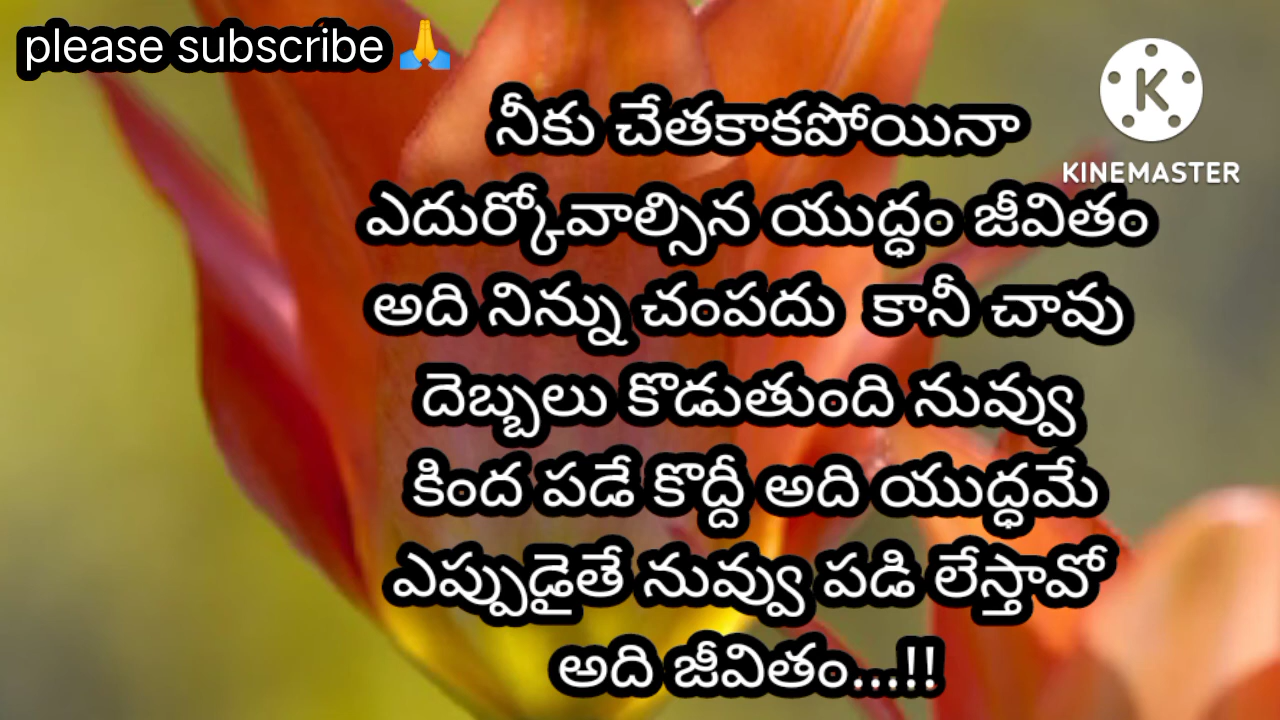 please subscribe 🙏
KINEMASTER
నీకు చేతకాకపోయినా
ఎదుర్కోవాల్సిన యుద్ధం జీవితం
అది నిన్ను చంపదు కానీ చావు
దెబ్బలు కొడుతుంది నువ్వు
కింద పడే కొద్దీ అది యుద్ధమే
ఎప్పుడైతే నువ్వు పడి లేస్తావో
అది జీవితం...!!